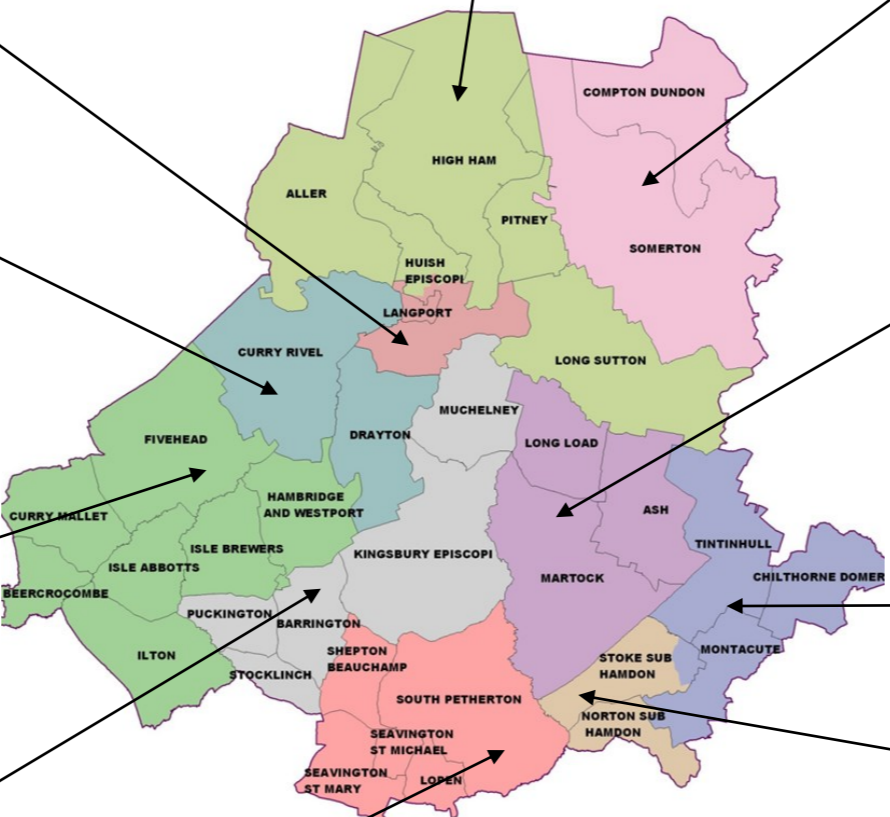 COMPTON DUNDON
HIGH HAM
ALLER
PITNEY
SOMERTON
HUISH
EPISCOPI
LANGPORT
CURRY RIVEL
LONG SUTTON
MUCHELNEY
DRAYTON
FIVEHEAD
LONG LOAD
HAMBRIDGE
AND WESTPORT
ASH
CURRY MALLET
TINTINHULL
ISLE BREWERS
KINGSBURY EPISCOPI
ISLE ABBOTTS
MARTOCK
CHILTHORNE DOMER
BEERCROCOMBE
PUCKINGTON
BARRINGTON
ILTON
SHEPTON
BEAUCHAMP
MONTACUTE
STOKE SUB
HAMDON
STOCKLINCH
SOUTH PETHERTON
NORTON SUB
HAMDON
SEAVINGTON
ST MICHAEL
SEAVINGTON
ST MARY
LOPEN